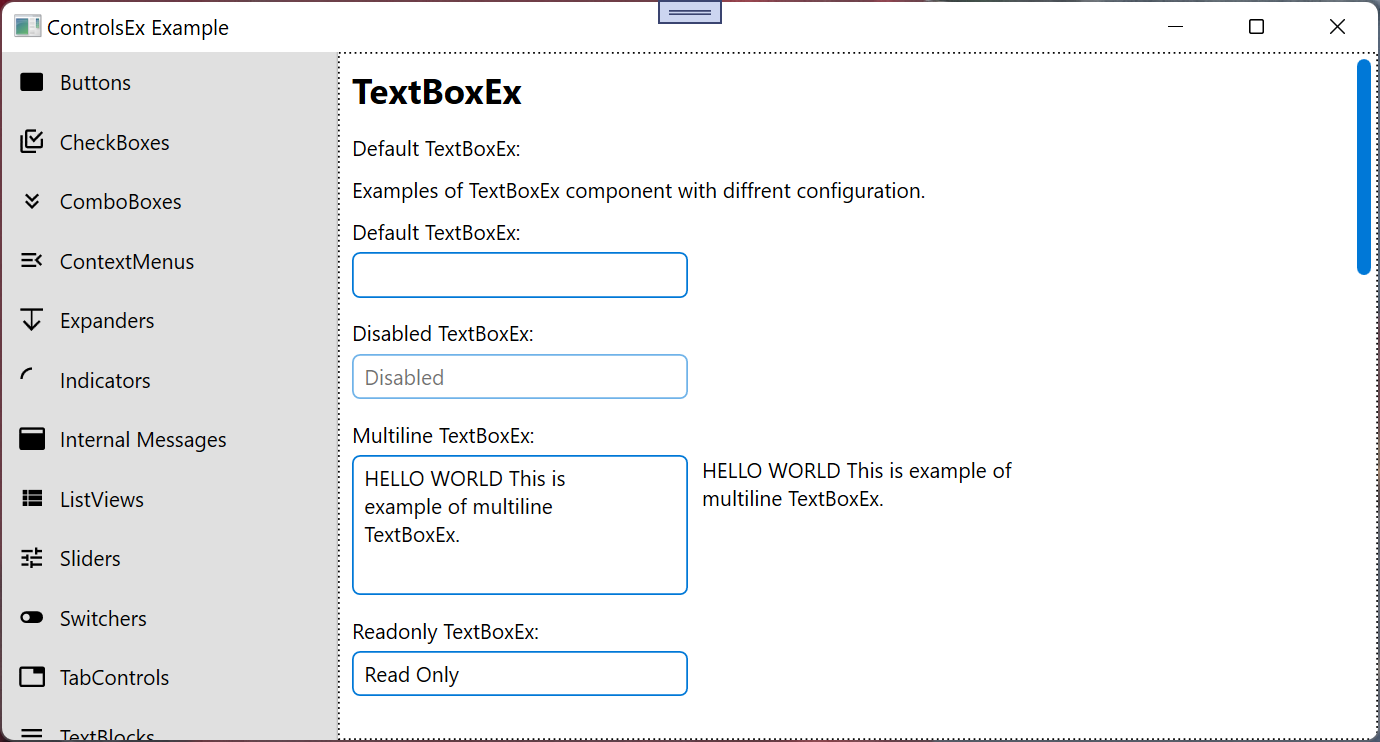 ControlsEx Example
Buttons
CheckBoxes
ComboBoxes
ContextMenus
Expanders
Indicators
Internal Messages
ListViews
Sliders
Switchers
TabControls
TextBlocks
TextBoxEx
Default TextBoxEx:
Examples of TextBoxEx component with diffrent configuration.
Default TextBoxEx:
Disabled TextBoxEx:
Disabled
Multiline TextBoxEx:
HELLO WORLD This is
example of multiline
TextBoxEx.
HELLO WORLD This is example of
multiline TextBoxEx.
Readonly TextBoxEx:
Read Only